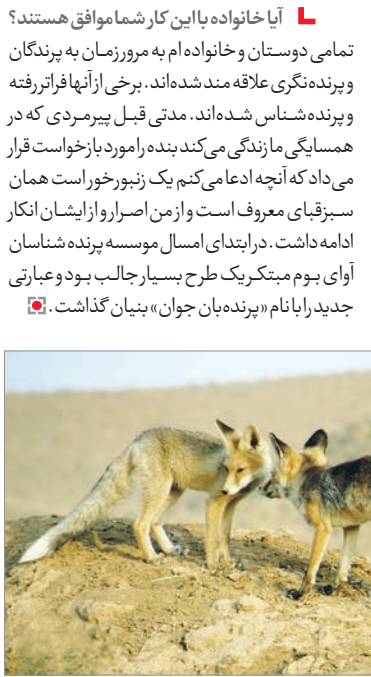 آیا خانواده با این کار شما موافق هستند؟
تمامی دوستان و خانواده ام به مرور زمان به پرندگان
و پرنده‌نگری علاقه مند شده‌اند. برخی از آنها فراتر رفته
و پرنده‌شناس شده‌اند. مدتی قبل پیرمردی که در
همسایگی ما زندگی می‌کند بنده را مورد بازخواست قرار
می‌داد که آنچه ادعا می‌کنم یک زنبورخور است همان
سبزقبای معروف است و از من اصرار و از ایشان انکار
ادامه داشت. در ابتدای امسال موسسه پرنده‌شناسان
آوای بوم مبتکر یک طرح بسیار جالب بود و عبارتی
جدید را با نام «پرنده‌بان جوان» بنیان گذاشت.